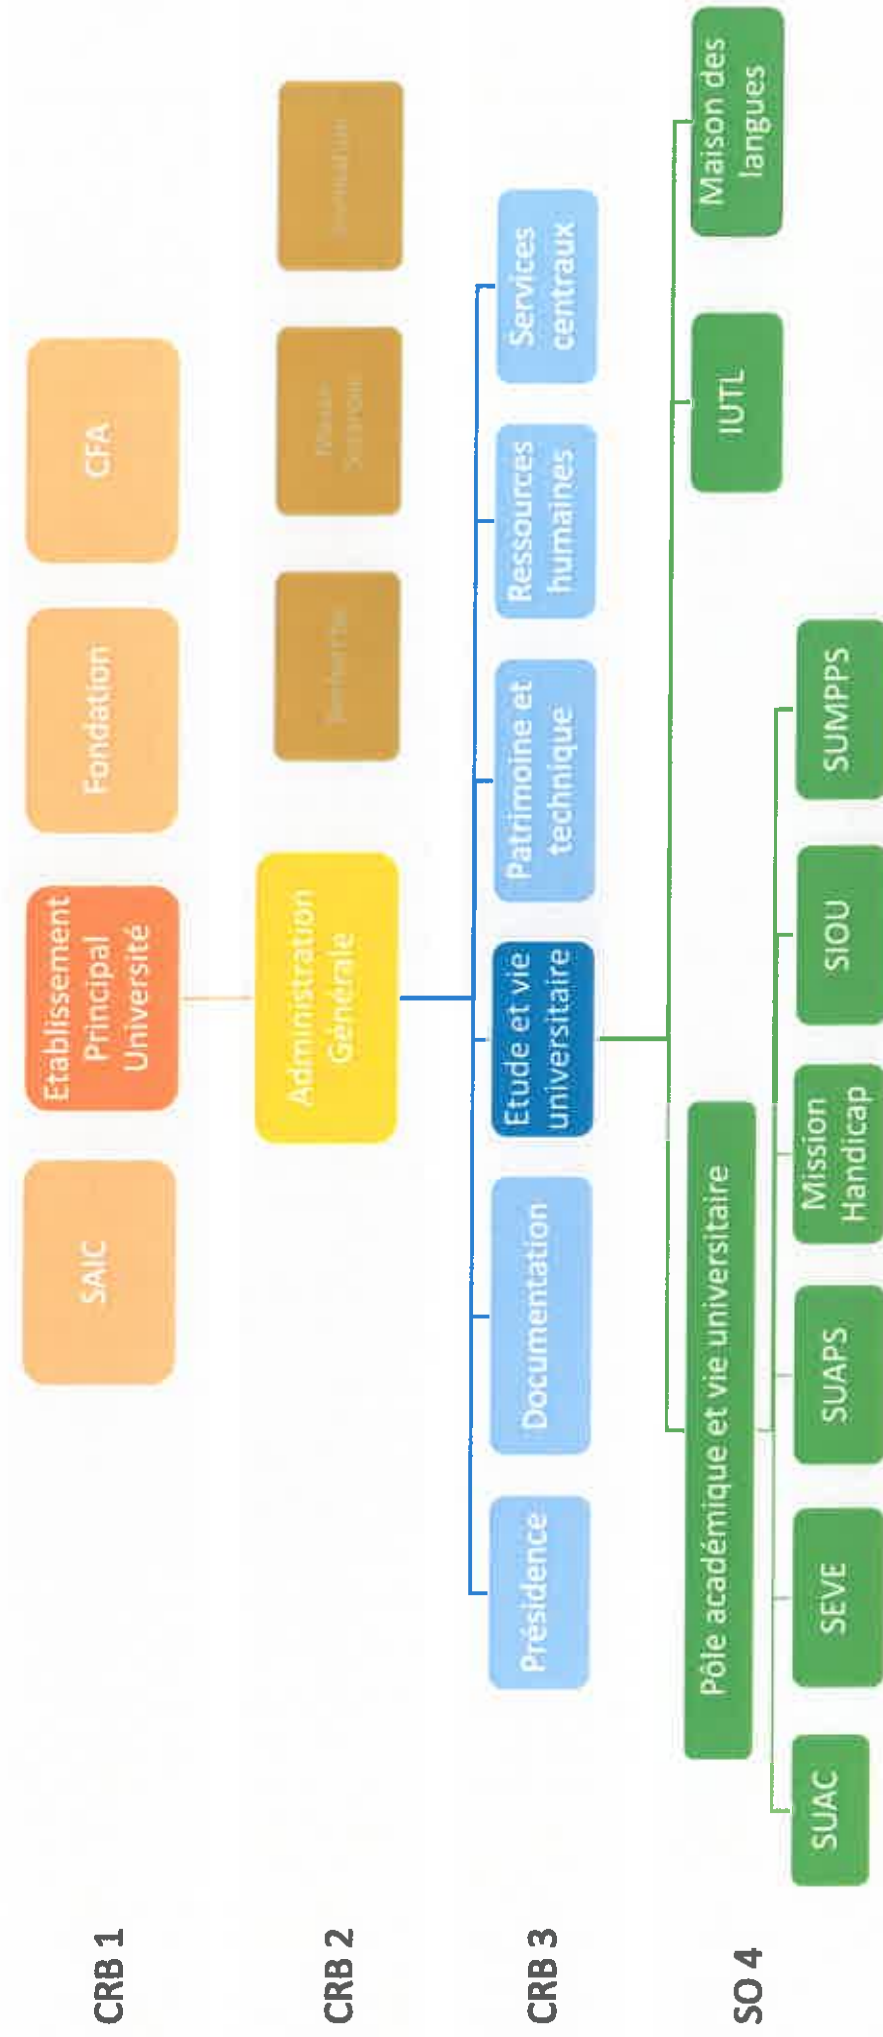 CRB 1
SAIC
Etablissement
Principal
Université
Fondation
CFA
CRB 2
Administration
Générale
CRB 3
Présidence
Documentation
Etude et vie
universitaire
Patrimoine et
technique
Ressources
humaines
Services
centraux
SO 4
Pôle académique et vie universitaire
IUTL
Maison des
langues
SUAC
SEVE
SUAPS
Mission
Handicap
SIOU
SUMPPS